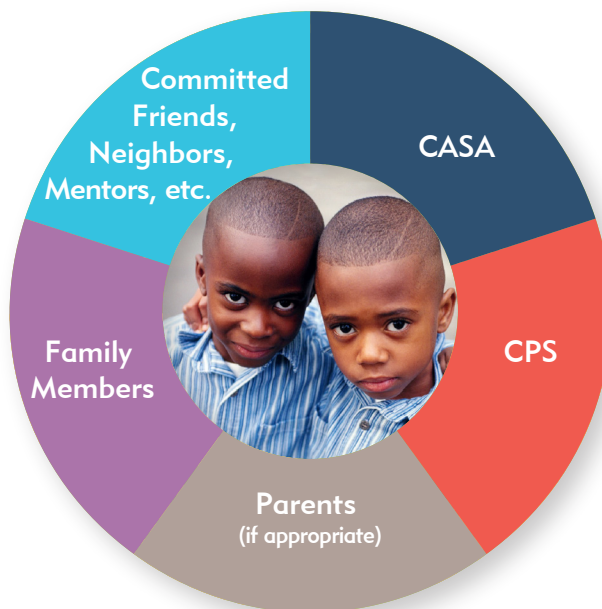 Committed
Friends,
Neighbors,
Mentors, etc.
CASA
CPS
Parents
(if appropriate)
Family
Members